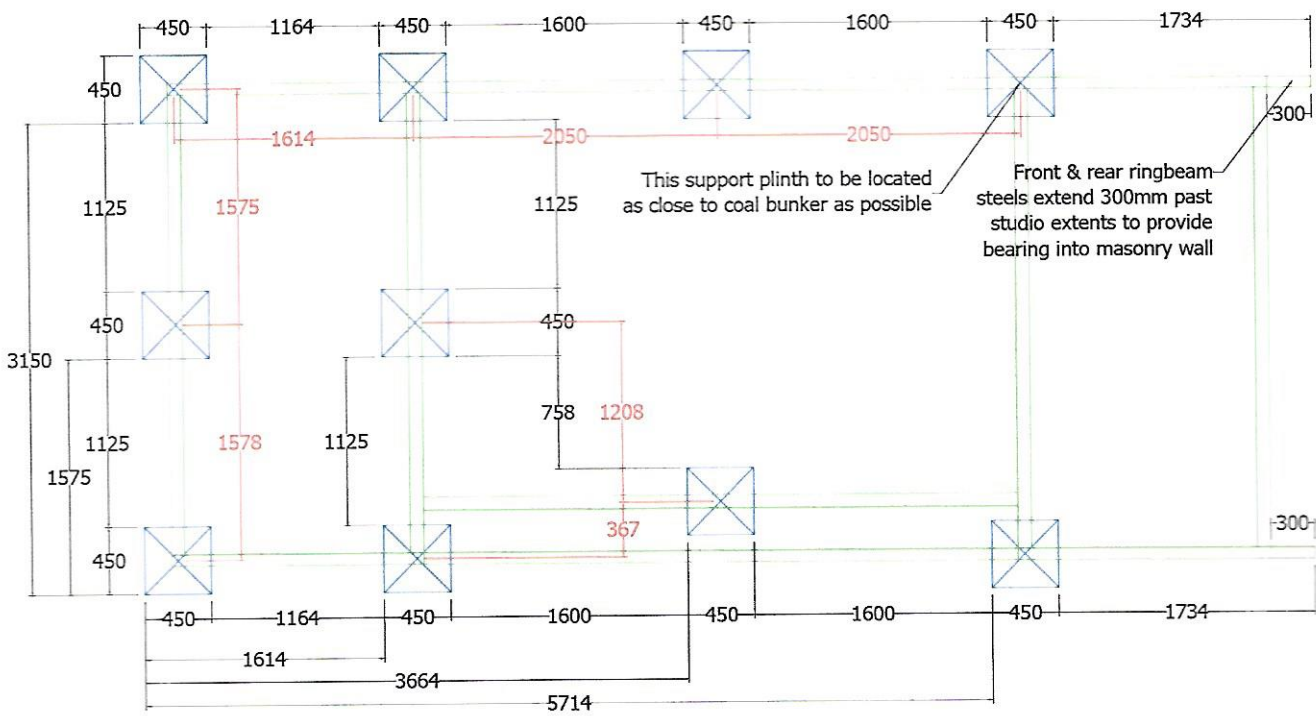 450 1164 450 1600 450 1600 450 1734
450
300
1614 2050 2050
This support plinth to be located
as close to coal bunker as possible
Front & rear ringbeam
steels extend 300mm past
studio extents to provide
bearing into masonry wall
1125 1575 1125
450 450
3150
758 1208
1125 1578 1125
1575
367 300
450
450 1164 450 1600 450 1600 450 1734
1614
3664
5714